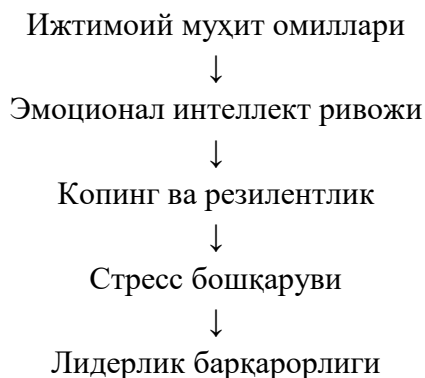 Ижтимоий муҳит омиллари
↓
Эмоционал интеллект ривожи
↓
Копинг ва резилентлик
↓
Стресс бошқаруви
↓
Лидерлик барқарорлиги